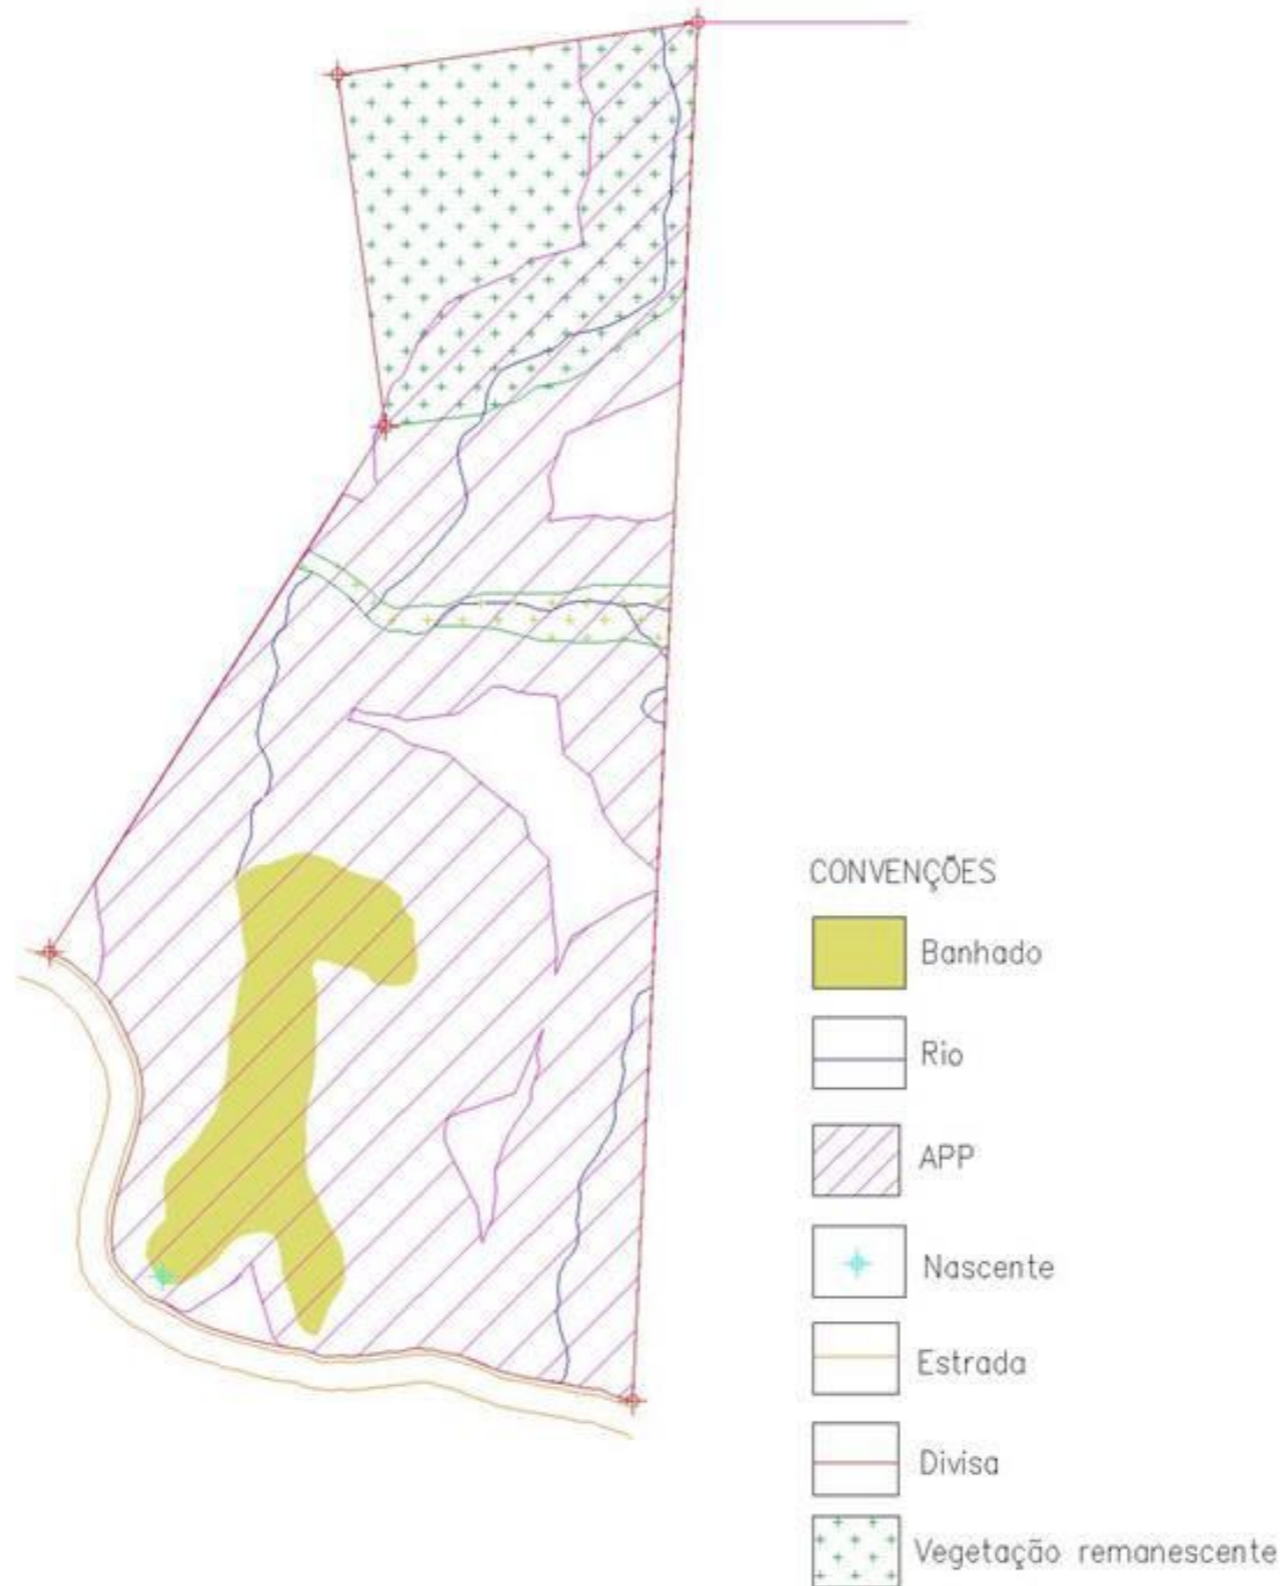 CONVENÇÕES
Banhado
Rio
APP
Nascente
Estrada
Divisa
Vegetação remanescente